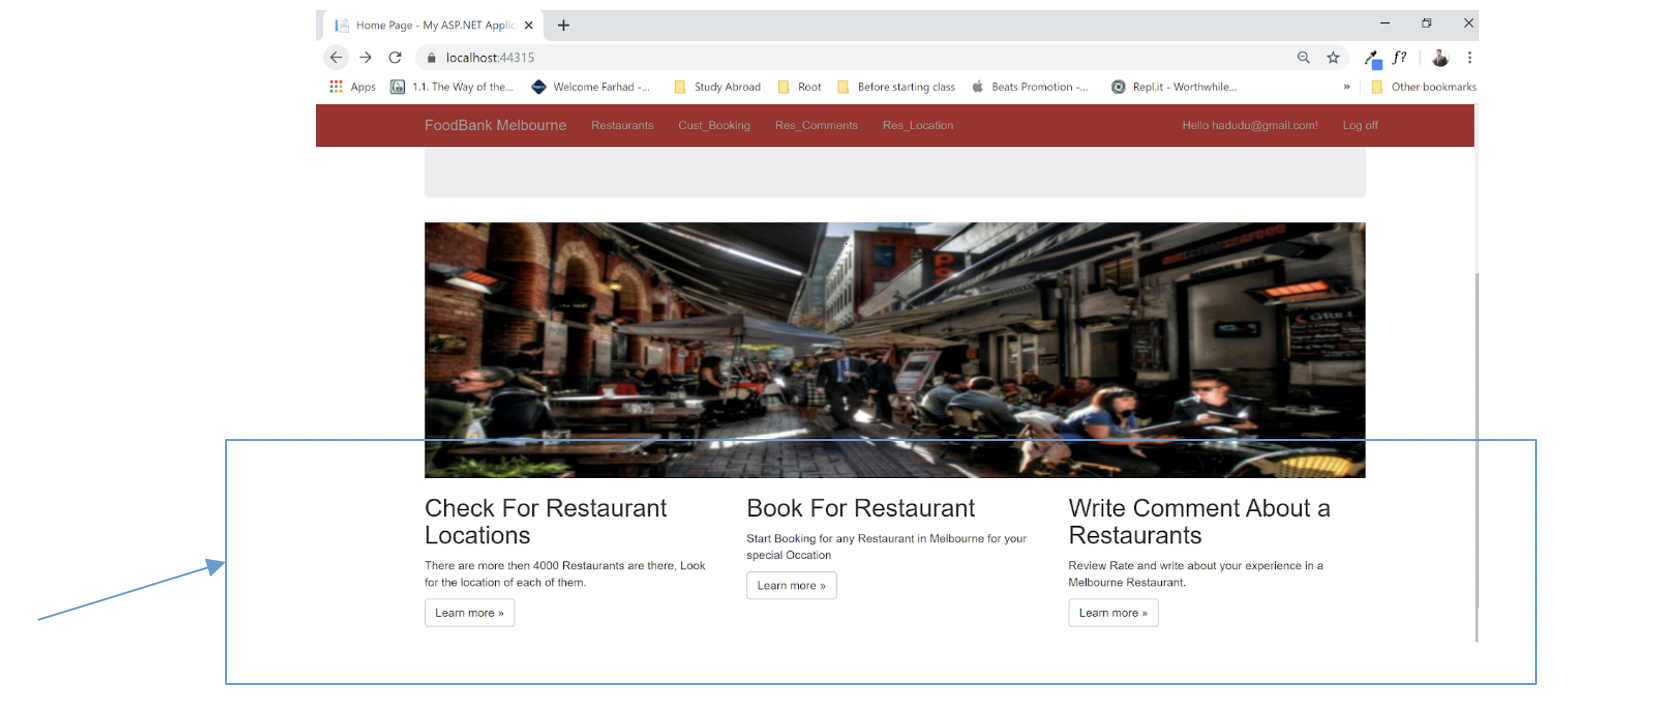 Home Page - My ASP.NET Applic
localhost:44315
f?
Apps 1.1. The Way of the... Welcome Farhad -... Study Abroad Root Before starting class Beats Promotion -... Repl.it - Worthwhile... » Other bookmarks
FoodBank Melbourne Restaurants Cust_Booking Res_Comments Res_Location Hello hadudu@gmail.com! Log off
SEAFOOD
GRILL
Check For Restaurant
Locations
There are more then 4000 Restaurants are there, Look
for the location of each of them.
Learn more »
Book For Restaurant
Start Booking for any Restaurant in Melbourne for your
special Occation
Learn more »
Write Comment About a
Restaurants
Review Rate and write about your experience in a
Melbourne Restaurant.
Learn more »